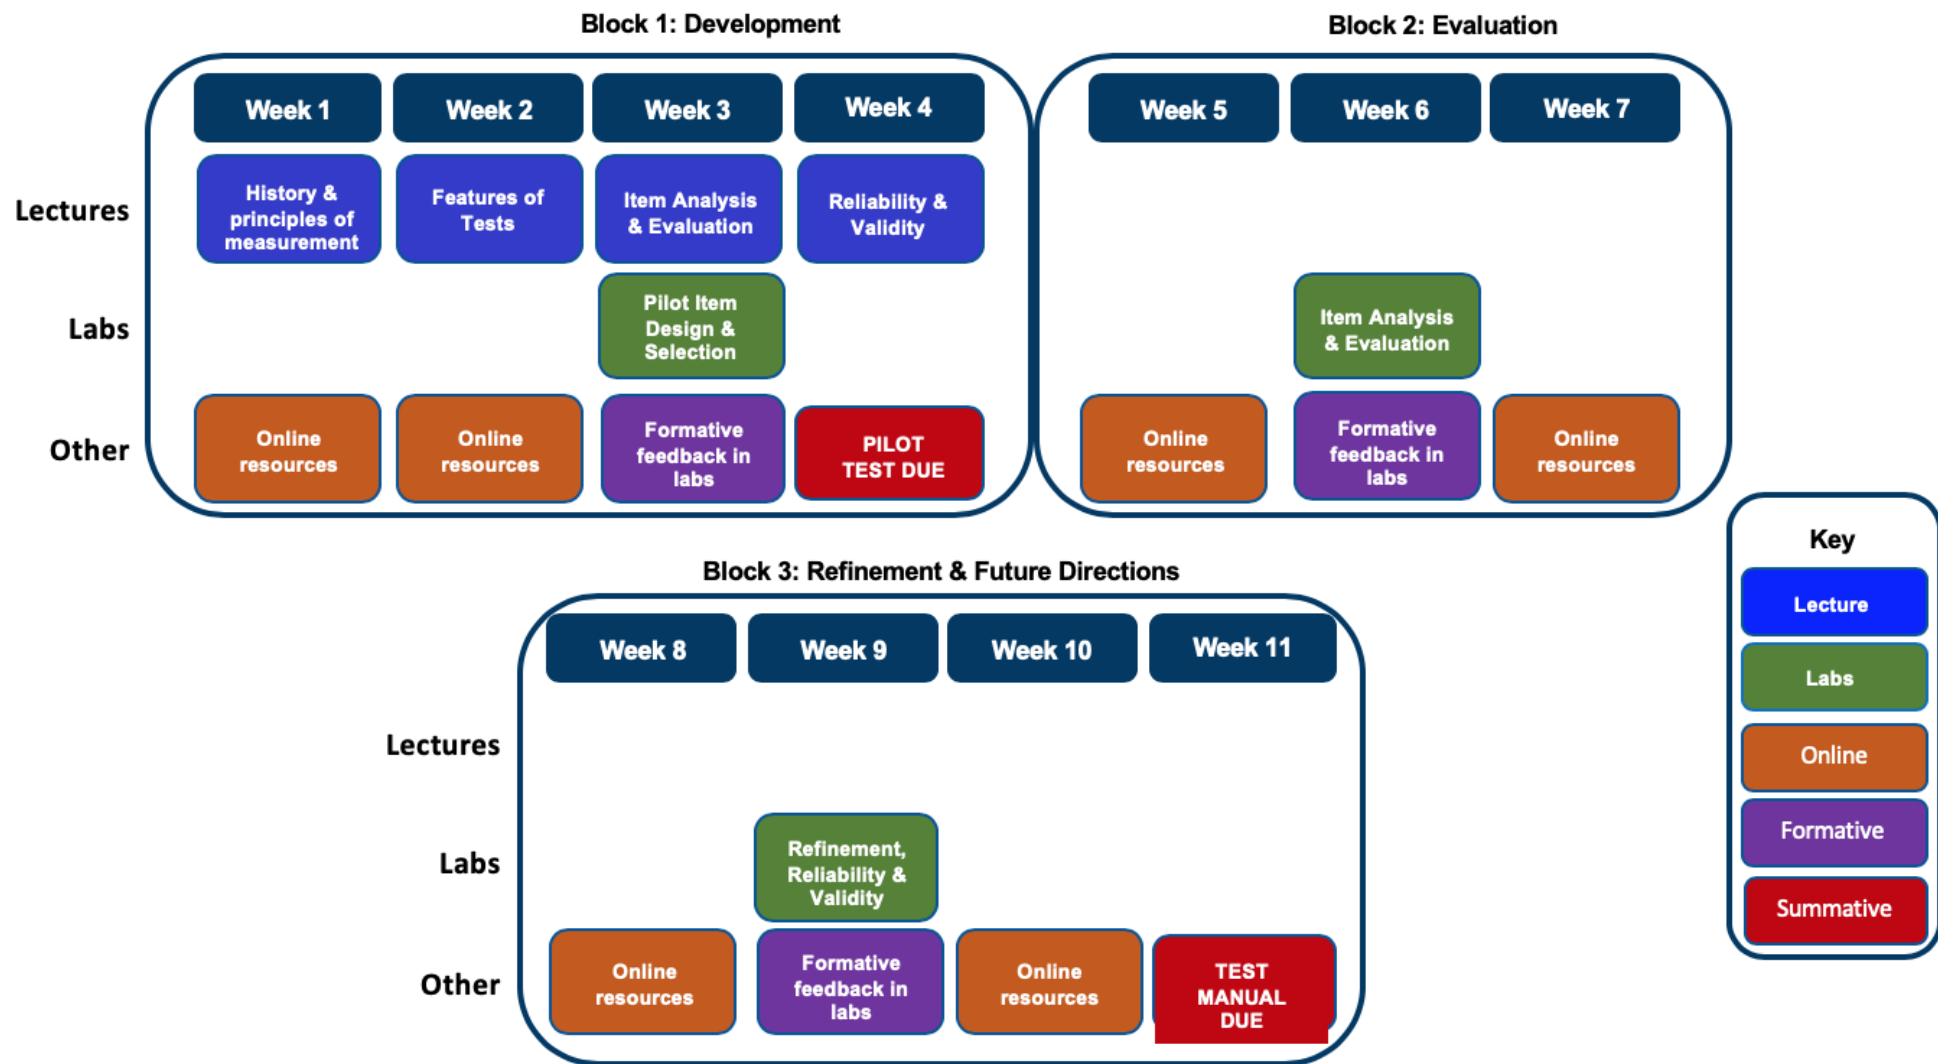 Block 1: Development
Block 2: Evaluation
Week 1
Week 2
Week 3
Week 4
Week 5
Week 6
Week 7
Lectures
History &
principles of
measurement
Features of
Tests
Item Analysis
& Evaluation
Reliability &
Validity
Labs
Pilot Item
Design &
Selection
Item Analysis
& Evaluation
Other
Online
resources
Online
resources
Formative
feedback in
labs
PILOT
TEST DUE
Online
resources
Formative
feedback in
labs
Online
resources
Key
Lecture
Labs
Online
Formative
Summative
Block 3: Refinement & Future Directions
Week 8
Week 9
Week 10
Week 11
Lectures
Labs
Refinement,
Reliability &
Validity
Other
Online
resources
Formative
feedback in
labs
Online
resources
TEST
MANUAL
DUE